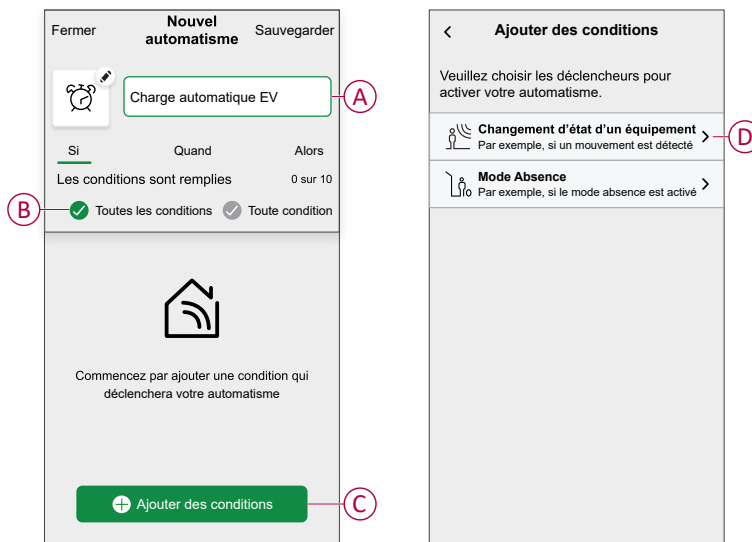 Fermer
Nouvel automatisme
Sauvegarder
Charge automatique EV
A
Si
Quand
Alors
Les conditions sont remplies
0 sur 10
B
Toutes les conditions
Toute condition
Commencez par ajouter une condition qui
déclenchera votre automatisme
Ajouter des conditions
C
Ajouter des conditions
Veuillez choisir les déclencheurs pour
activer votre automatisme.
Changement d'état d'un équipement
Par exemple, si un mouvement est détecté
D
Mode Absence
Par exemple, si le mode absence est activé